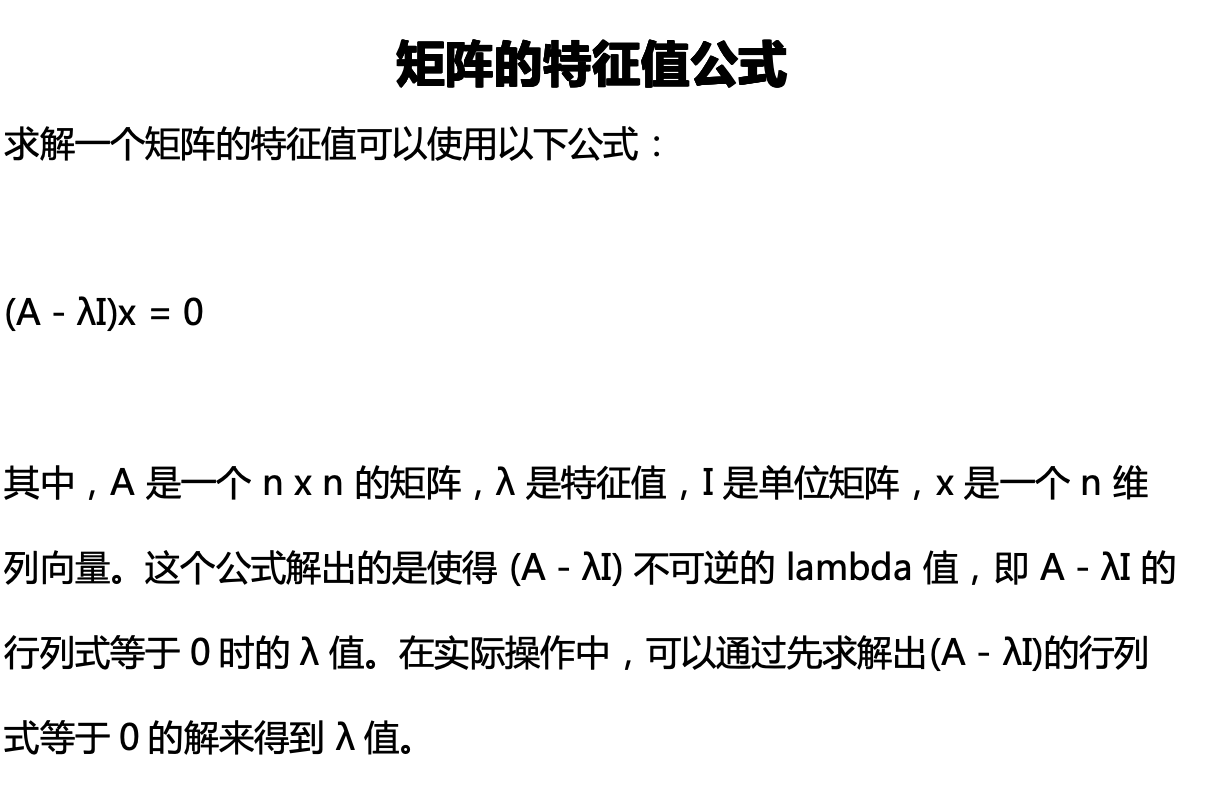 矩阵的特征值公式
求解一个矩阵的特征值可以使用以下公式：
(A - λI)x = 0
其中，A 是一个 n x n 的矩阵，λ 是特征值，I 是单位矩阵，x 是一个 n 维
列向量。这个公式解出的是使得 (A - λI) 不可逆的 lambda 值，即 A - λI 的
行列式等于 0 时的 λ 值。在实际操作中，可以通过先求解出(A - λI)的行列
式等于 0 的解来得到 λ 值。